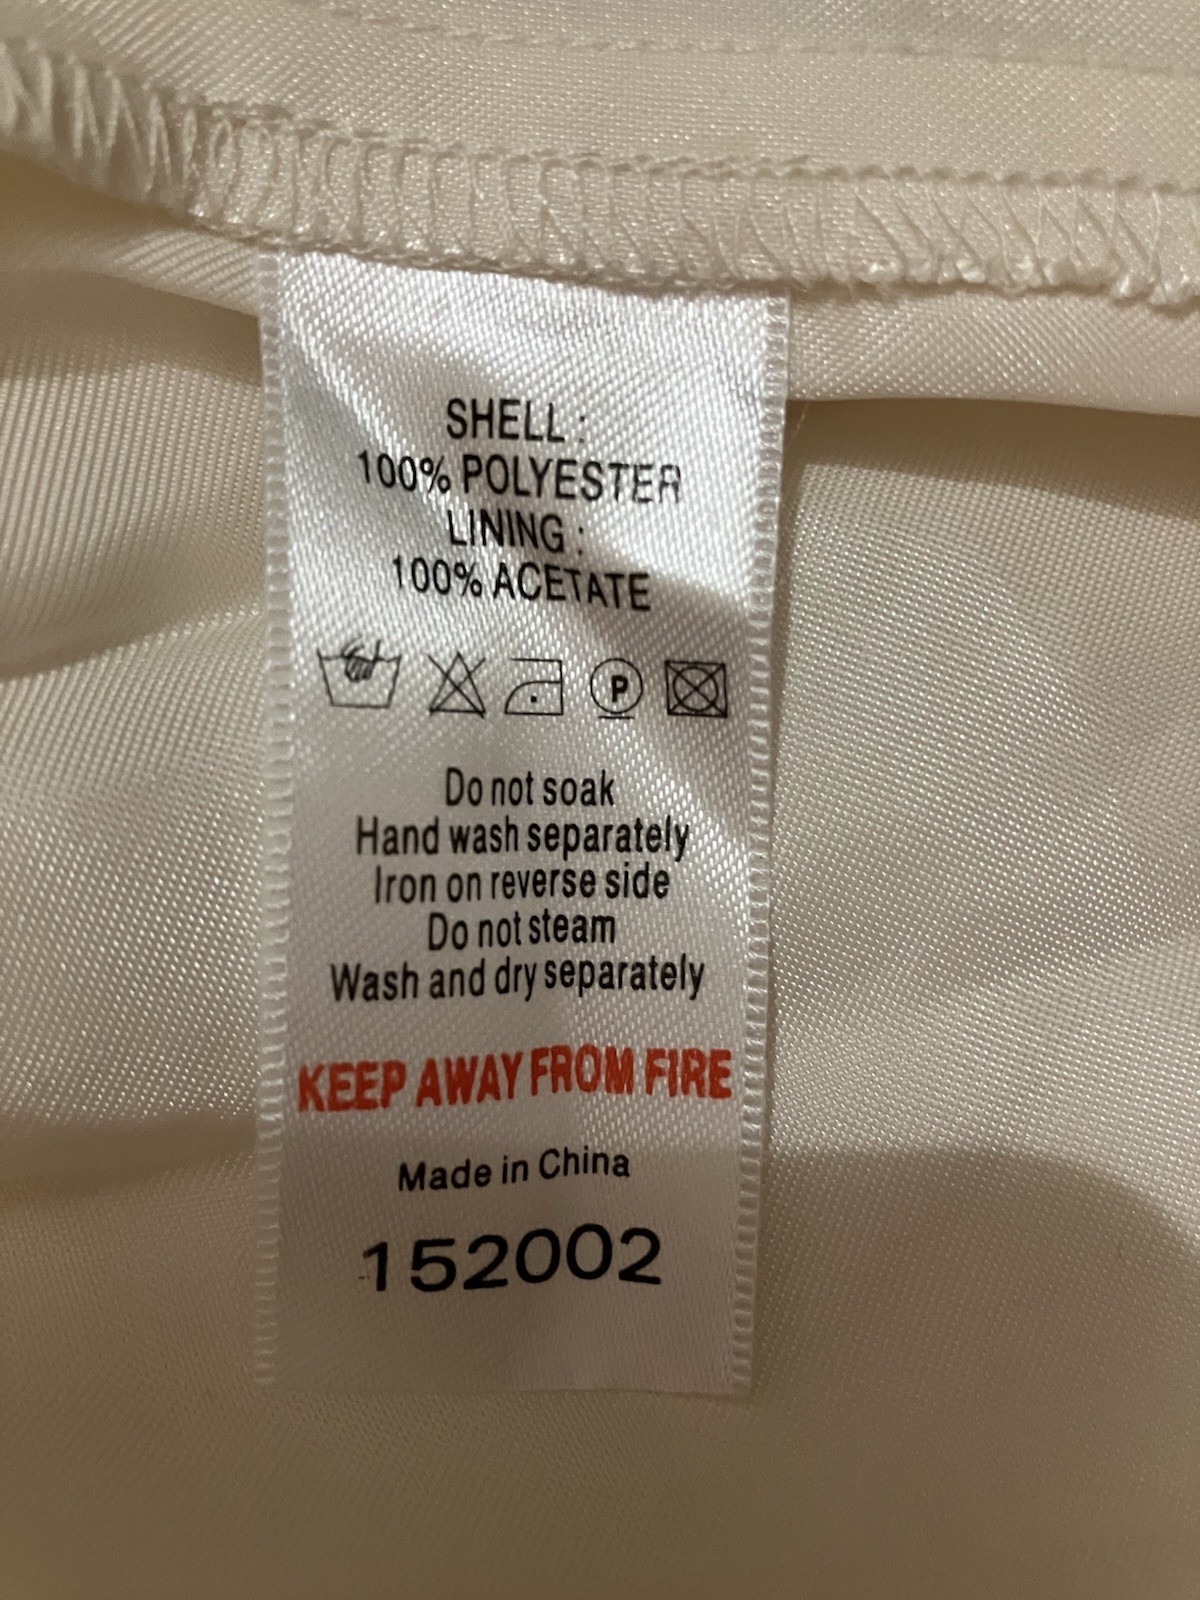 SHELL :
100% POLYESTER
LINING :
100% ACETATE
P
Do not soak
Hand wash separately
Iron on reverse side
Do not steam
Wash and dry separately
KEEP AWAY FROM FIRE
Made in China
152002